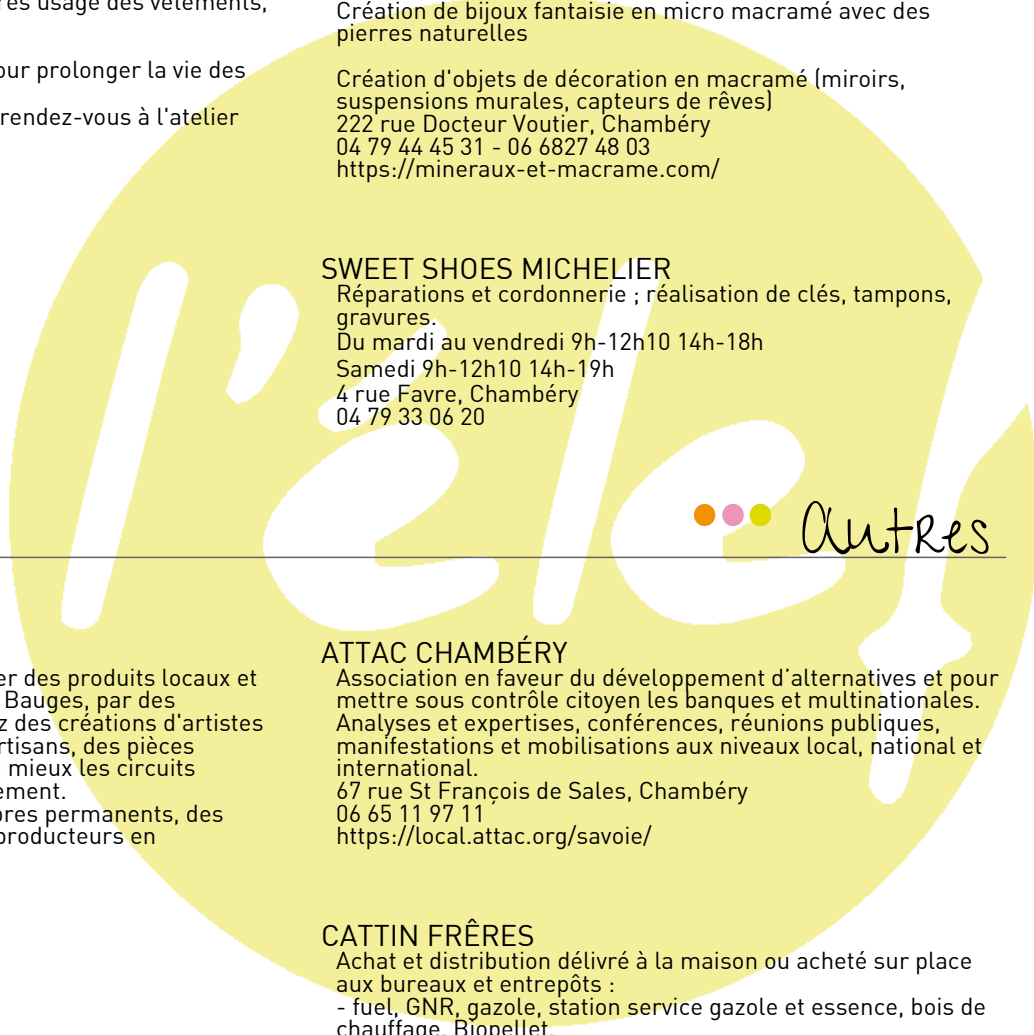 res usage des vêtements,
our prolonger la vie des
rendez-vous à l'atelier
Création de bijoux fantaisie en micro macramé avec des
pierres naturelles
Création d'objets de décoration en macramé (miroirs,
suspensions murales, capteurs de rêves)
222 rue Docteur Voutier, Chambéry
04 79 44 45 31 - 06 6827 48 03
https://mineraux-et-macrame.com/
SWEET SHOES MICHELIER
Réparations et cordonnerie ; réalisation de clés, tampons,
gravures.
Du mardi au vendredi 9h-12h10 14h-18h
Samedi 9h-12h10 14h-19h
4 rue Favre, Chambéry
04 79 33 06 20
l'éle
autres
er des produits locaux et
Bauges, par des
z des créations d'artistes
rtisans, des pièces
mieux les circuits
ement.
bres permanents, des
producteurs en
ATTAC CHAMBÉRY
Association en faveur du développement d’alternatives et pour
mettre sous contrôle citoyen les banques et multinationales.
Analyses et expertises, conférences, réunions publiques,
manifestations et mobilisations aux niveaux local, national et
international.
67 rue St François de Sales, Chambéry
06 65 11 97 11
https://local.attac.org/savoie/
CATTIN FRÊRES
Achat et distribution délivré à la maison ou acheté sur place
aux bureaux et entrepôts :
- fuel, GNR, gazole, station service gazole et essence, bois de
chauffage, Biopellet.